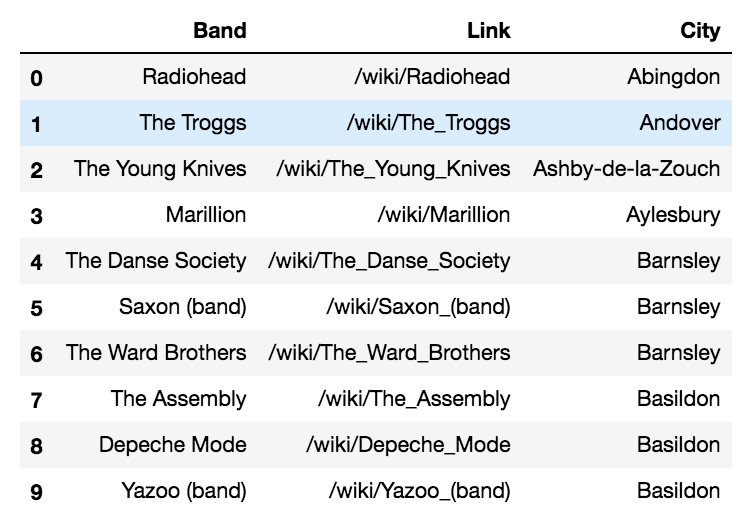 Band Link City
0 Radiohead /wiki/Radiohead Abingdon
1 The Troggs /wiki/The_Troggs Andover
2 The Young Knives /wiki/The_Young_Knives Ashby-de-la-Zouch
3 Marillion /wiki/Marillion Aylesbury
4 The Danse Society /wiki/The_Danse_Society Barnsley
5 Saxon (band) /wiki/Saxon_(band) Barnsley
6 The Ward Brothers /wiki/The_Ward_Brothers Barnsley
7 The Assembly /wiki/The_Assembly Basildon
8 Depeche Mode /wiki/Depeche_Mode Basildon
9 Yazoo (band) /wiki/Yazoo_(band) Basildon